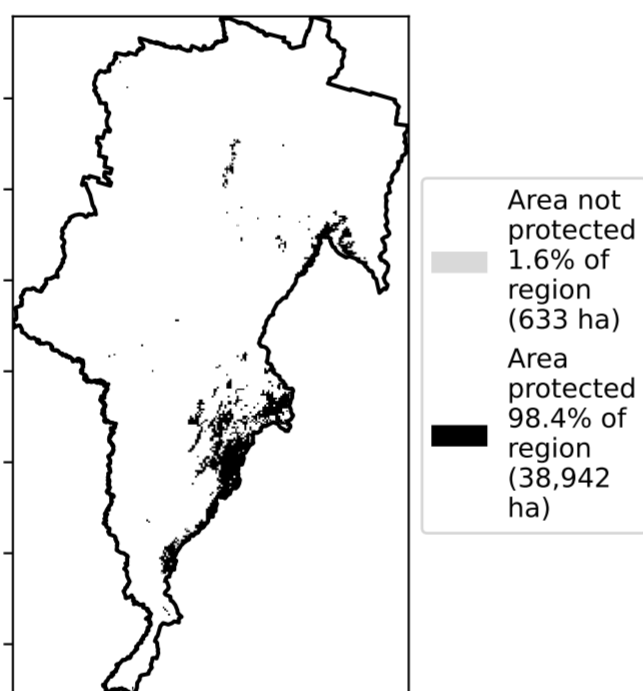 Area not
protected
1.6% of
region
(633 ha)
Area
protected
98.4% of
region
(38,942
ha)